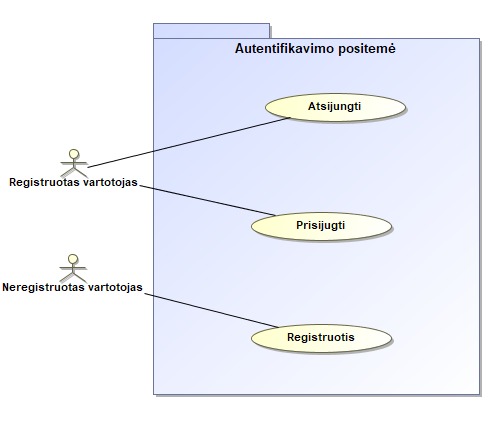 Autentifikavimo positemė
Atsijungti
Registruotas vartotojas
Prisijugti
Neregistruotas vartotojas
Registruotis